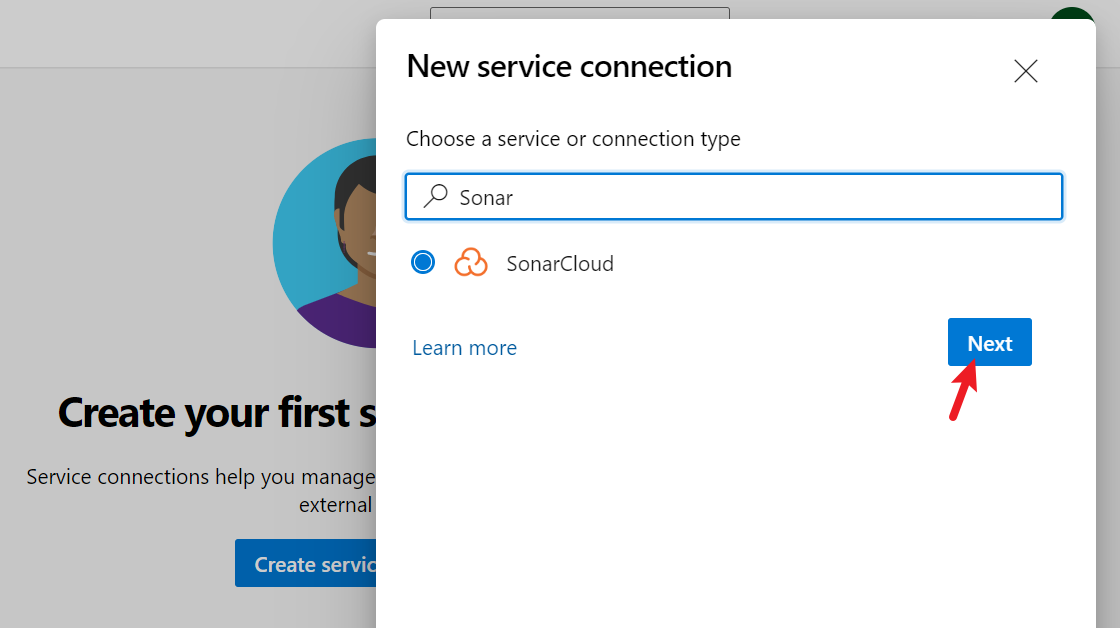 New service connection
Choose a service or connection type
Sonar
SonarCloud
Learn more
Next
Create your first s
Service connections help you manage
external
Create servic